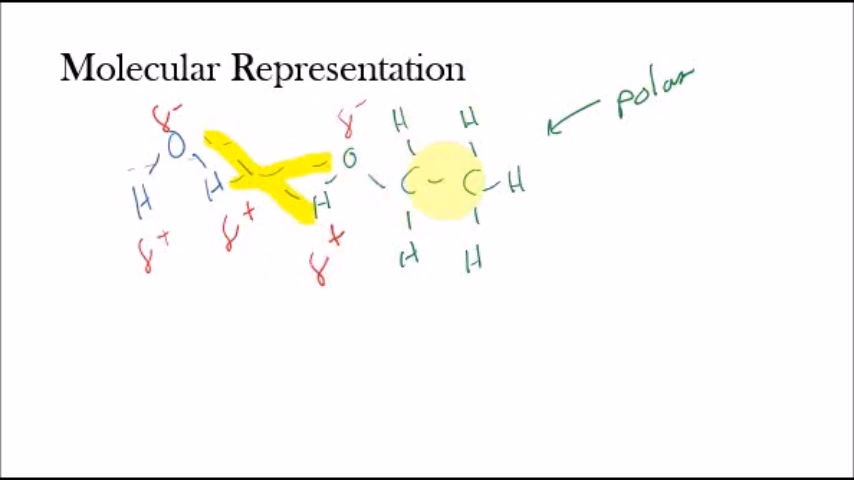 Molecular Representation
polar
δ⁻ δ⁻ H H
O O
H H H C C H
δ⁺ δ⁺ δ⁺ H H